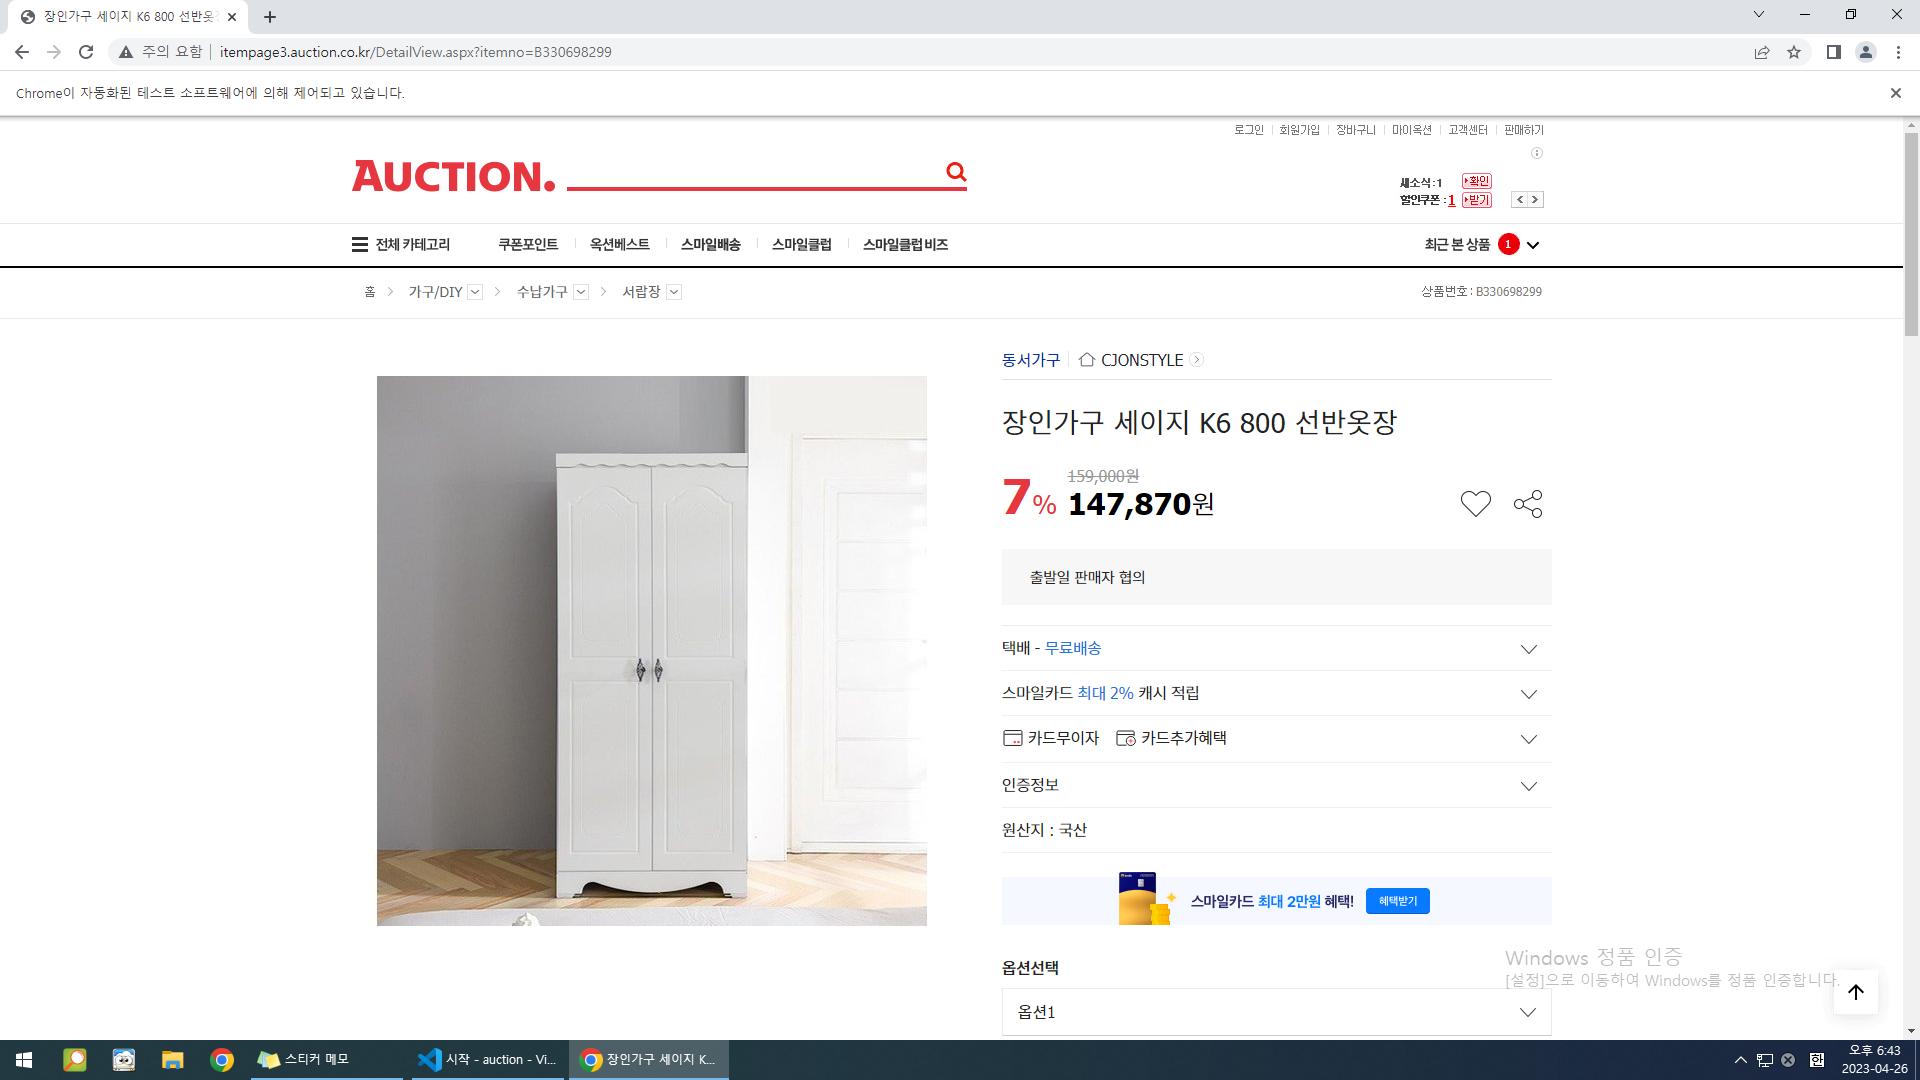 장인가구 세이지 K6 800 선반옷
주의 요함 itempage3.auction.co.kr/DetailView.aspx?itemno=B330698299
Chrome이 자동화된 테스트 소프트웨어에 의해 제어되고 있습니다.
로그인 회원가입 장바구니 마이옥션 고객센터 판매하기
AUCTION.
새소식:1 확인
할인쿠폰 : 1 받기
전체 카테고리 쿠폰포인트 옥션베스트 스마일배송 스마일클럽 스마일클럽 비즈 최근 본 상품 1
홈 가구/DIY 수납가구 서랍장 상품번호 : B330698299
동서가구 CJONSTYLE
장인가구 세이지 K6 800 선반옷장
159,000원
7% 147,870원
출발일 판매자 협의
택배 - 무료배송
스마일카드 최대 2% 캐시 적립
카드무이자 카드추가혜택
인증정보
원산지 : 국산
스마일카드 최대 2만원 혜택! 혜택받기
옵션선택
옵션1
Windows 정품 인증
[설정]으로 이동하여 Windows를 정품 인증합니다.
스티커 메모 시작 - auction - Vi... 장인가구 세이지 K... 한 오후 6:43
2023-04-26